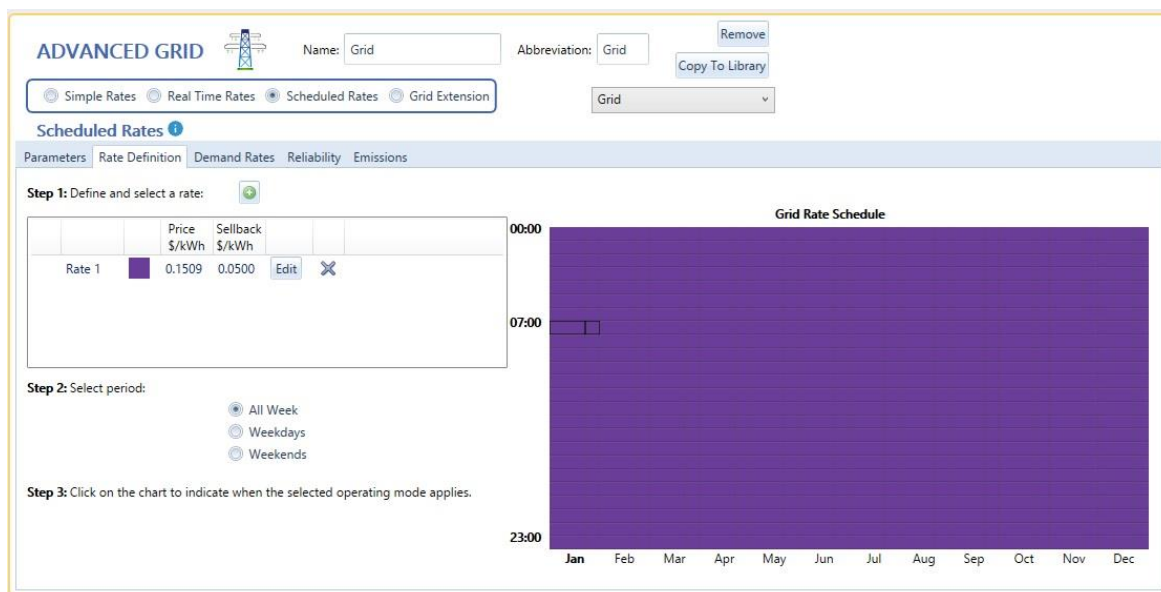 ADVANCED GRID
Name: Grid
Abbreviation: Grid
Remove
Copy To Library
Simple Rates Real Time Rates Scheduled Rates Grid Extension
Grid
Scheduled Rates
Parameters Rate Definition Demand Rates Reliability Emissions
Step 1: Define and select a rate:
Price Sellback
$/kWh $/kWh
Rate 1 0.1509 0.0500 Edit
Step 2: Select period:
All Week
Weekdays
Weekends
Step 3: Click on the chart to indicate when the selected operating mode applies.
Grid Rate Schedule
00:00
07:00
23:00
Jan Feb Mar Apr May Jun Jul Aug Sep Oct Nov Dec